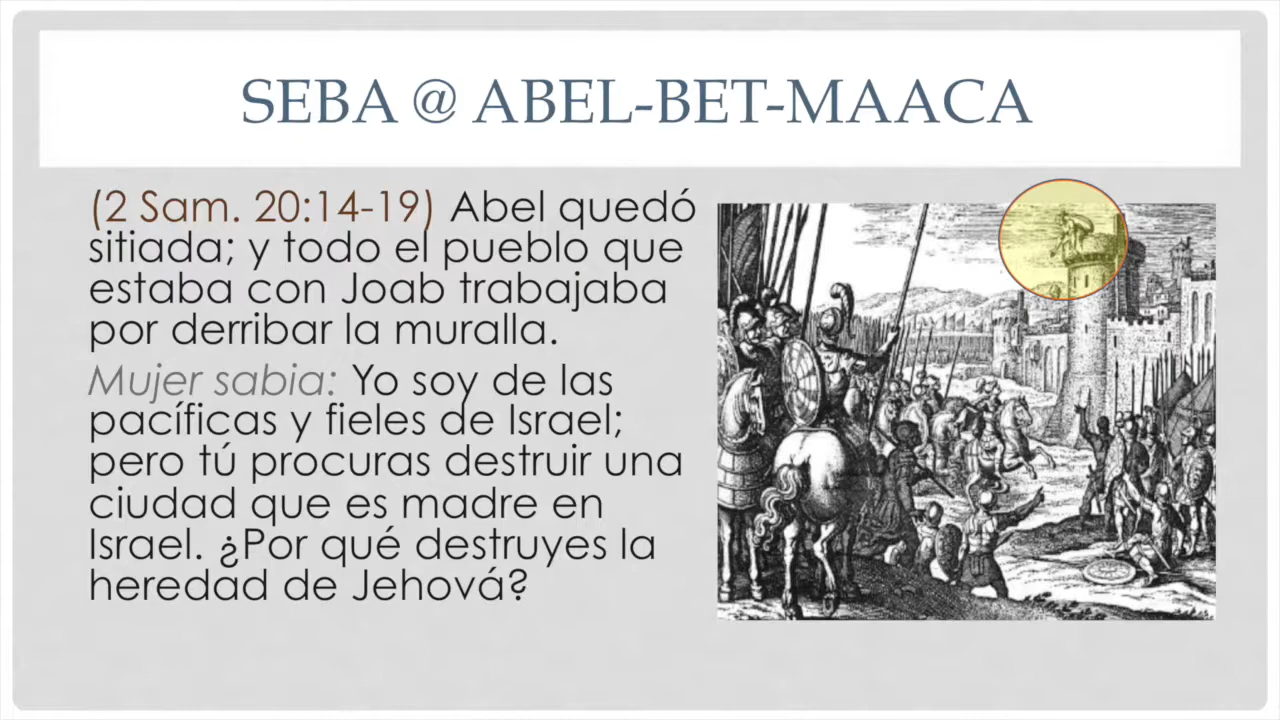 SEBA @ ABEL-BET-MAACA
(2 Sam. 20:14-19) Abel quedó
sitiada; y todo el pueblo que
estaba con Joab trabajaba
por derribar la muralla.
Mujer sabia: Yo soy de las
pacíficas y fieles de Israel;
pero tú procuras destruir una
ciudad que es madre en
Israel. ¿Por qué destruyes la
heredad de Jehová?